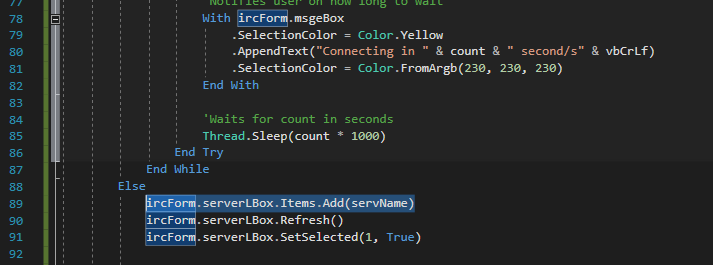 77 'Notifies user on how long to wait
78 With ircForm.msgeBox
79 .SelectionColor = Color.Yellow
80 .AppendText("Connecting in " & count & " second/s" & vbCrLf)
81 .SelectionColor = Color.FromArgb(230, 230, 230)
82 End With
83
84 'Waits for count in seconds
85 Thread.Sleep(count * 1000)
86 End Try
87 End While
88 Else
89 ircForm.serverLBox.Items.Add(servName)
90 ircForm.serverLBox.Refresh()
91 ircForm.serverLBox.SetSelected(1, True)
92